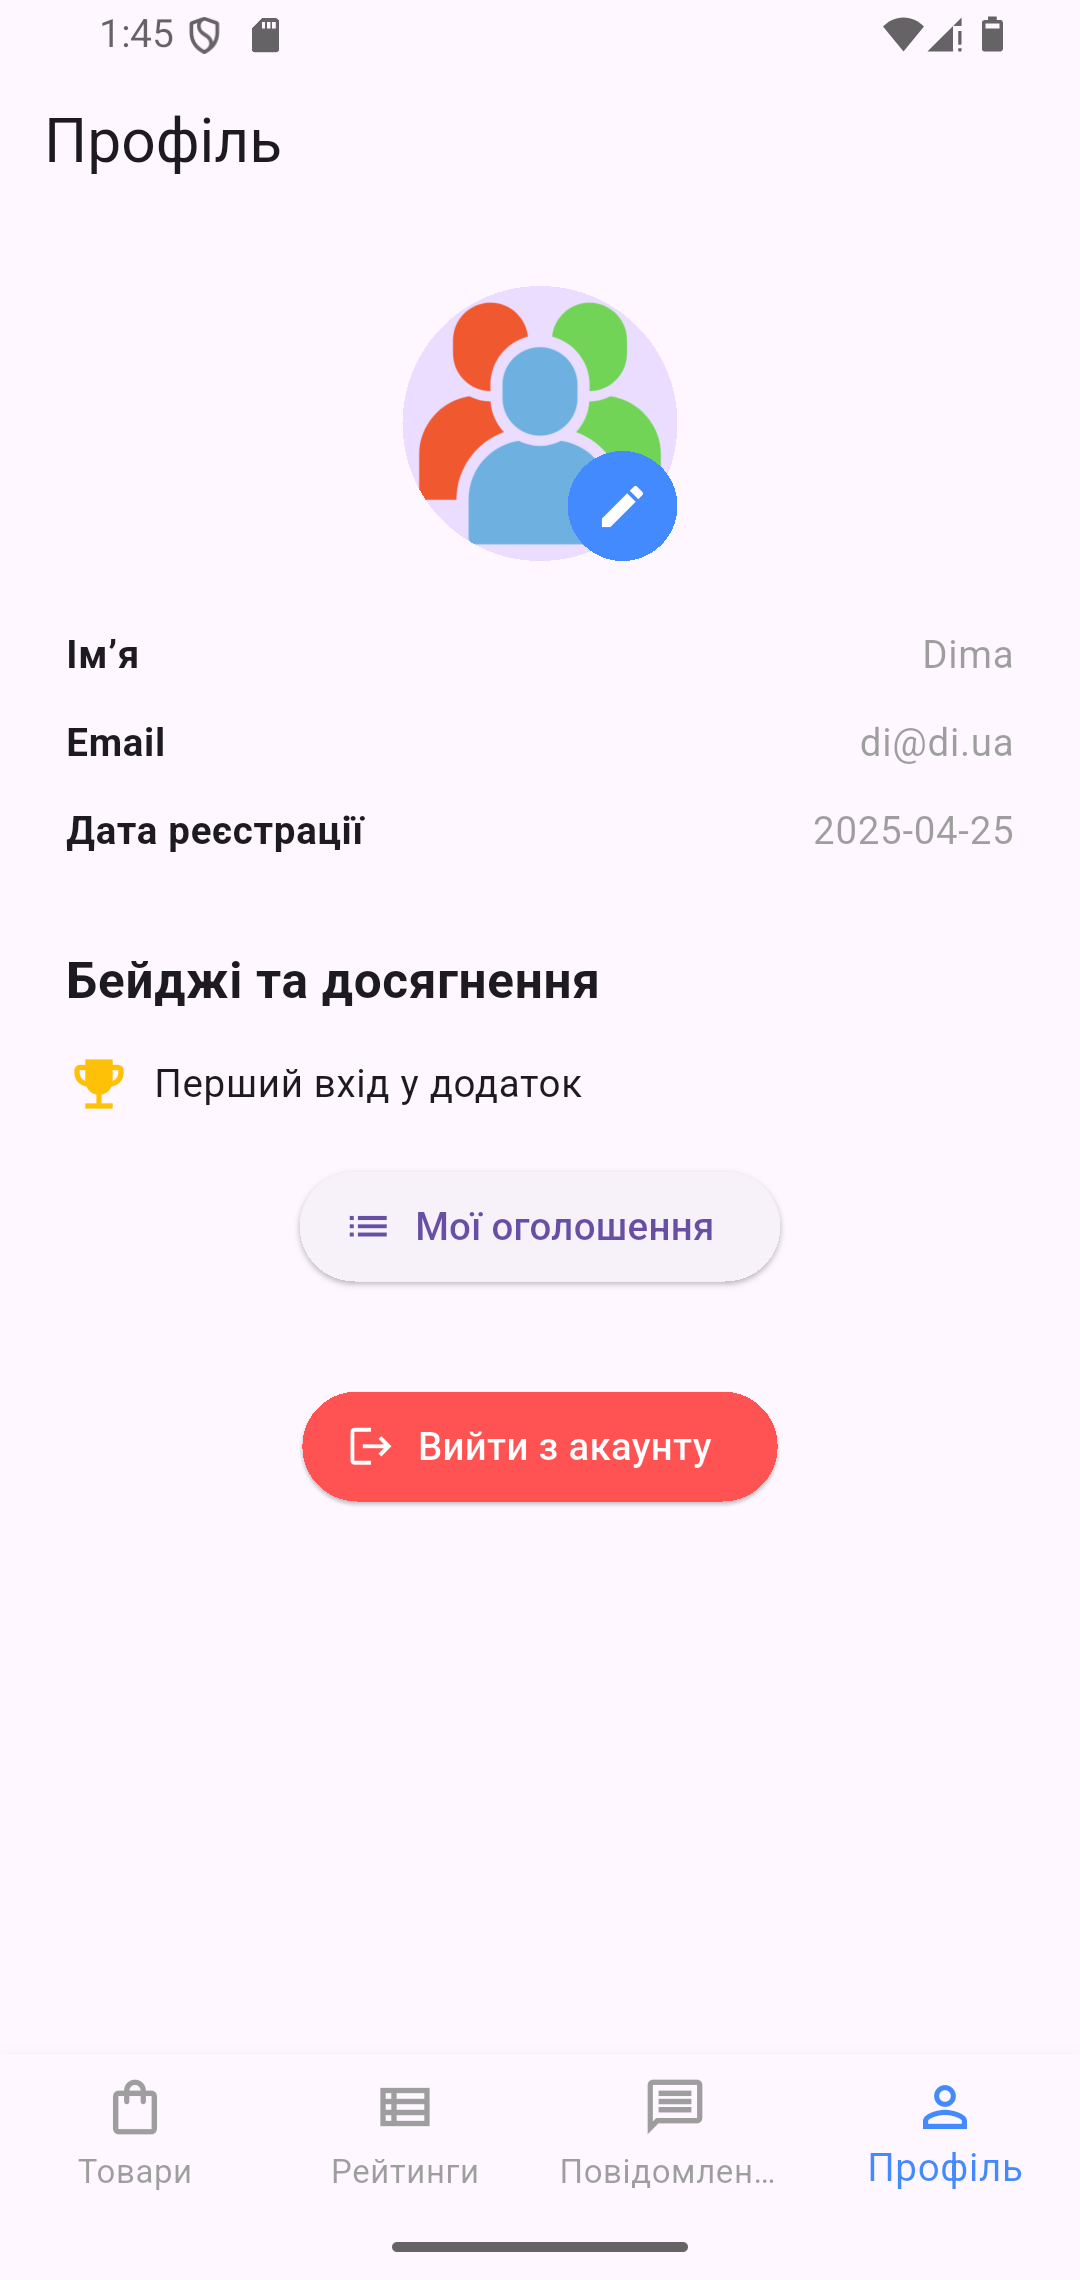 1:45
Профіль
Ім’я
Dima
Email
di@di.ua
Дата реєстрації
2025-04-25
Бейджі та досягнення
Перший вхід у додаток
Мої оголошення
Вийти з акаунту
Товари
Рейтинги
Повідомлен...
Профіль